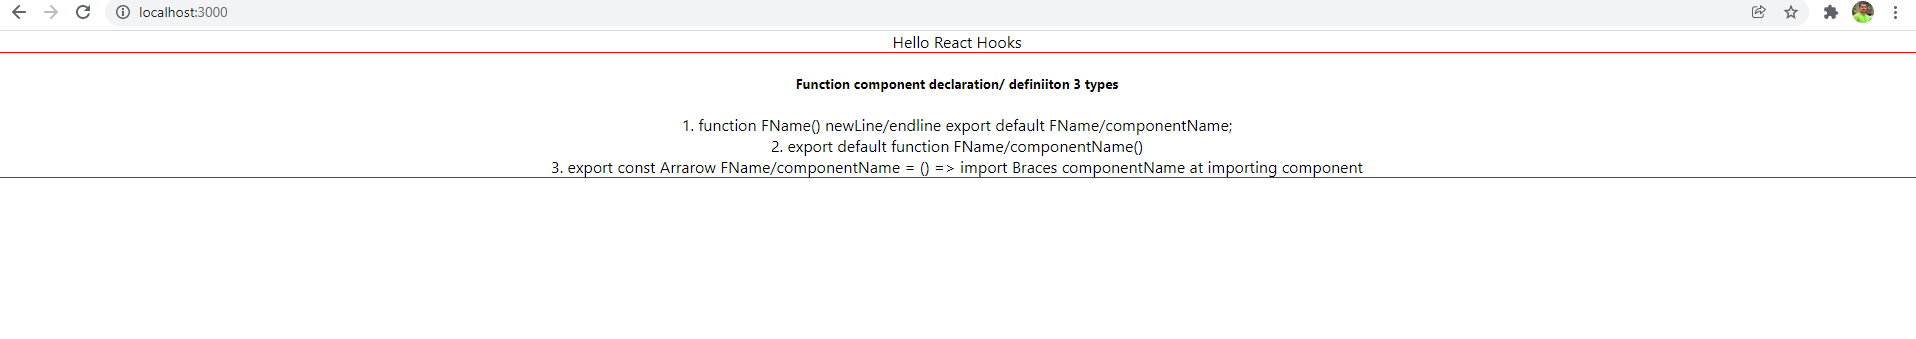 localhost:3000
Hello React Hooks
Function component declaration/ definiiton 3 types
1. function FName() newLine/endline export default FName/componentName;
2. export default function FName/componentName()
3. export const Arrarow FName/componentName = () => import Braces componentName at importing component